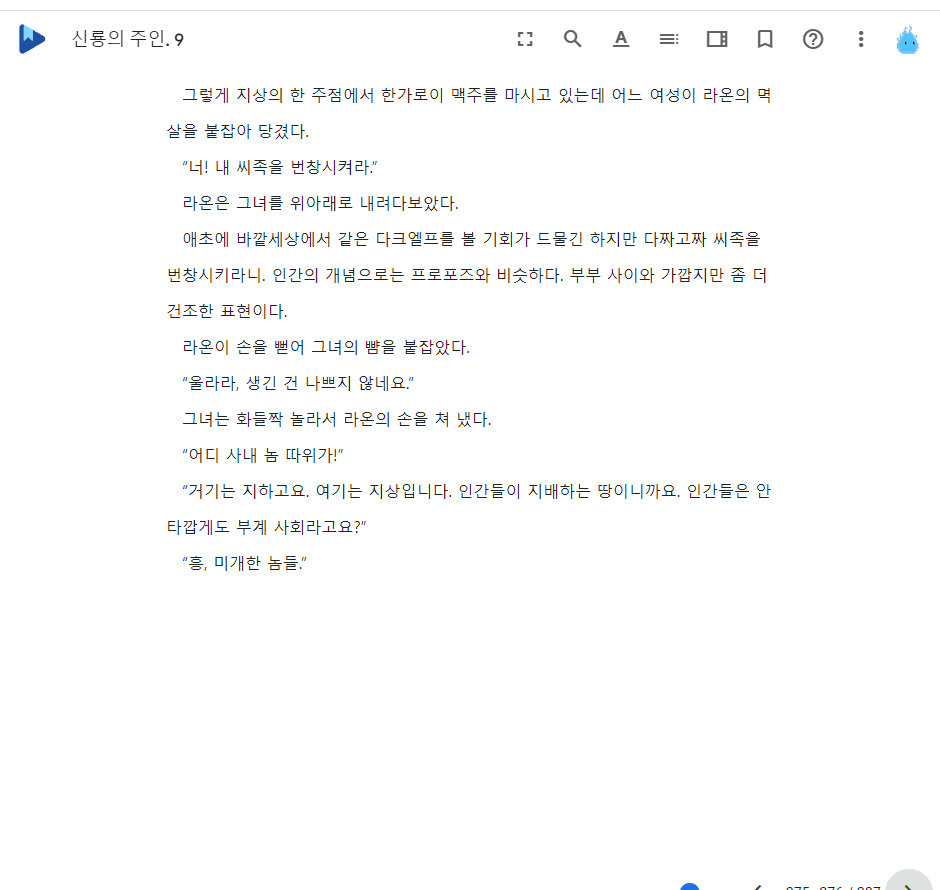 신룡의 주인. 9
그렇게 지상의 한 주점에서 한가로이 맥주를 마시고 있는데 어느 여성이 라온의 멱
살을 붙잡아 당겼다.
“너! 내 씨족을 번창시켜라.”
라온은 그녀를 위아래로 내려다보았다.
애초에 바깥세상에서 같은 다크엘프를 볼 기회가 드물긴 하지만 다짜고짜 씨족을
번창시키라니. 인간의 개념으로는 프로포즈와 비슷하다. 부부 사이와 가깝지만 좀 더
건조한 표현이다.
라온이 손을 뻗어 그녀의 뺨을 붙잡았다.
“울라라, 생긴 건 나쁘지 않네요.”
그녀는 화들짝 놀라서 라온의 손을 쳐 냈다.
“어디 사내 놈 따위가!”
“거기는 지하고요. 여기는 지상입니다. 인간들이 지배하는 땅이니까요. 인간들은 안
타깝게도 부계 사회라고요?”
“흥, 미개한 놈들.”